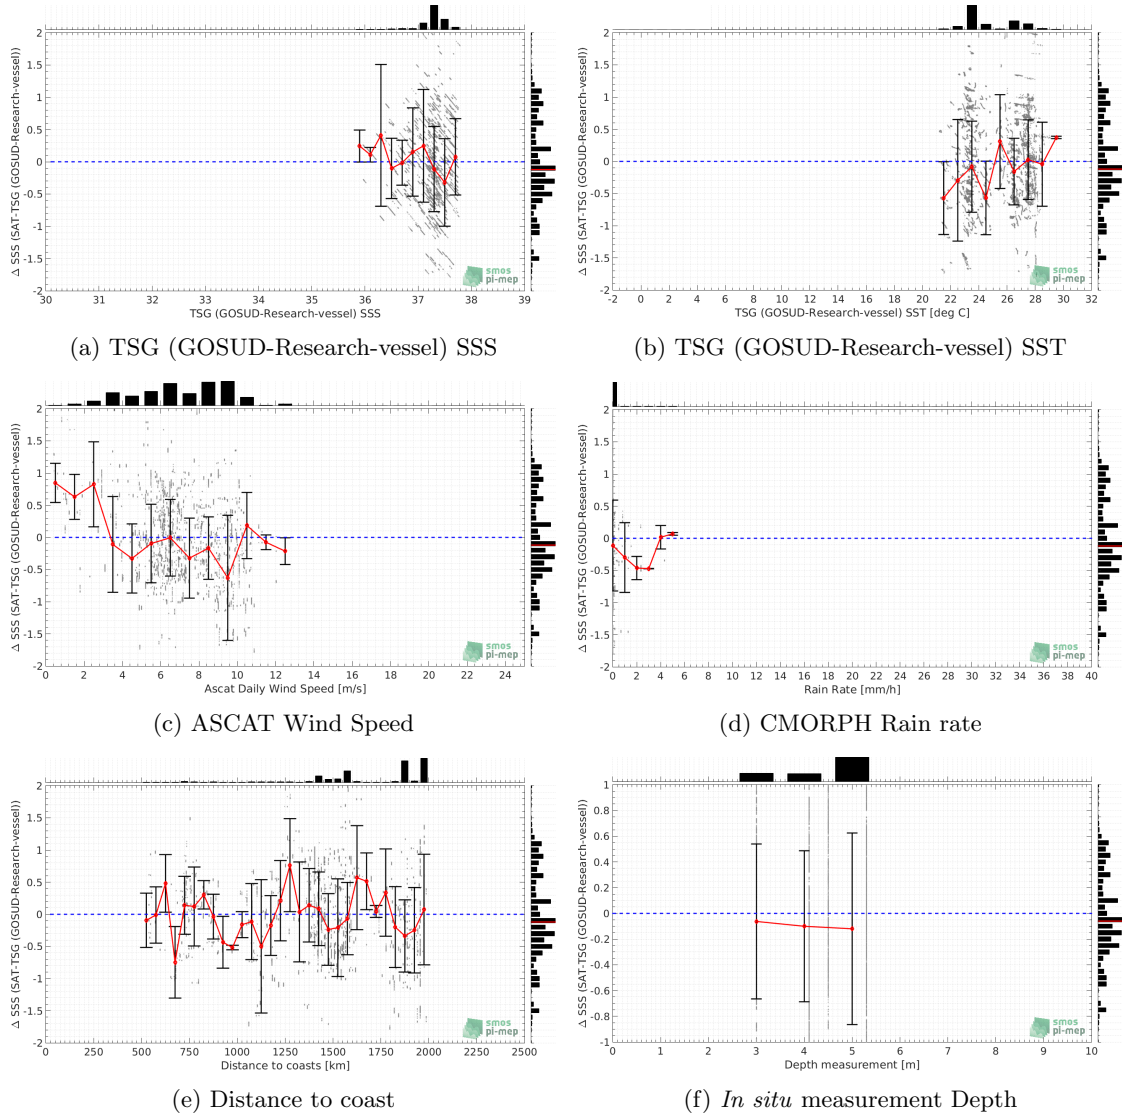 Δ SSS (SAT-TSG (GOSUD-Research-vessel))
2
1.5
1
0.5
0
-0.5
-1
-1.5
-2
30 31 32 33 34 35 36 37 38 39
TSG (GOSUD-Research-vessel) SSS
smos
pi-mep
(a) TSG (GOSUD-Research-vessel) SSS
Δ SSS (SAT-TSG (GOSUD-Research-vessel))
2
1.5
1
0.5
0
-0.5
-1
-1.5
-2
-2 0 2 4 6 8 10 12 14 16 18 20 22 24 26 28 30 32
TSG (GOSUD-Research-vessel) SST [deg C]
smos
pi-mep
(b) TSG (GOSUD-Research-vessel) SST
Δ SSS (SAT-TSG (GOSUD-Research-vessel))
2
1.5
1
0.5
0
-0.5
-1
-1.5
-2
0 2 4 6 8 10 12 14 16 18 20 22 24
Ascat Daily Wind Speed [m/s]
smos
pi-mep
(c) ASCAT Wind Speed
Δ SSS (SAT-TSG (GOSUD-Research-vessel))
2
1.5
1
0.5
0
-0.5
-1
-1.5
-2
0 2 4 6 8 10 12 14 16 18 20 22 24 26 28 30 32 34 36 38 40
Rain Rate [mm/h]
smos
pi-mep
(d) CMORPH Rain rate
Δ SSS (SAT-TSG (GOSUD-Research-vessel))
2
1.5
1
0.5
0
-0.5
-1
-1.5
-2
0 250 500 750 1000 1250 1500 1750 2000 2250 2500
Distance to coasts [km]
smos
pi-mep
(e) Distance to coast
Δ SSS (SAT-TSG (GOSUD-Research-vessel))
1
0.8
0.6
0.4
0.2
0
-0.2
-0.4
-0.6
-0.8
-1
0 1 2 3 4 5 6 7 8 9 10
Depth measurement [m]
smos
pi-mep
(f) In situ measurement Depth